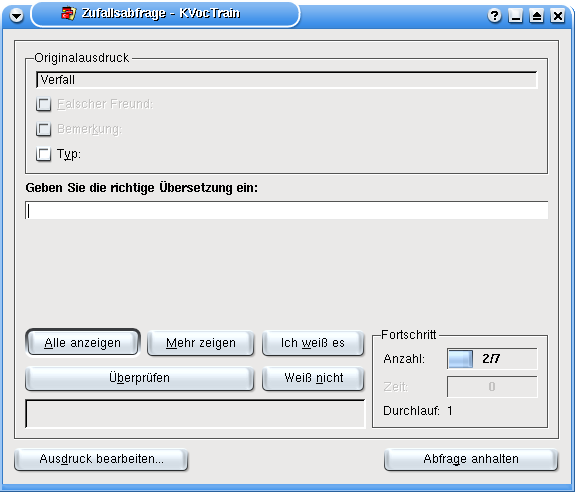 Zufallsabfrage - KVocTrain
Originalausdruck
Verfall
Falscher Freund:
Bemerkung:
Typ:
Geben Sie die richtige Übersetzung ein:
Alle anzeigen Mehr zeigen Ich weiß es
Überprüfen Weiß nicht
Fortschritt
Anzahl: 2/7
Zeit: 0
Durchlauf: 1
Ausdruck bearbeiten... Abfrage anhalten